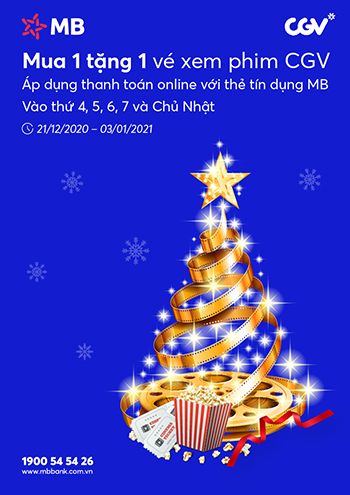 MB CGV
Mua 1 tặng 1 vé xem phim CGV
Áp dụng thanh toán online với thẻ tín dụng MB
Vào thứ 4, 5, 6, 7 và Chủ Nhật
21/12/2020 – 03/01/2021
1900 54 54 26
www.mbbank.com.vn